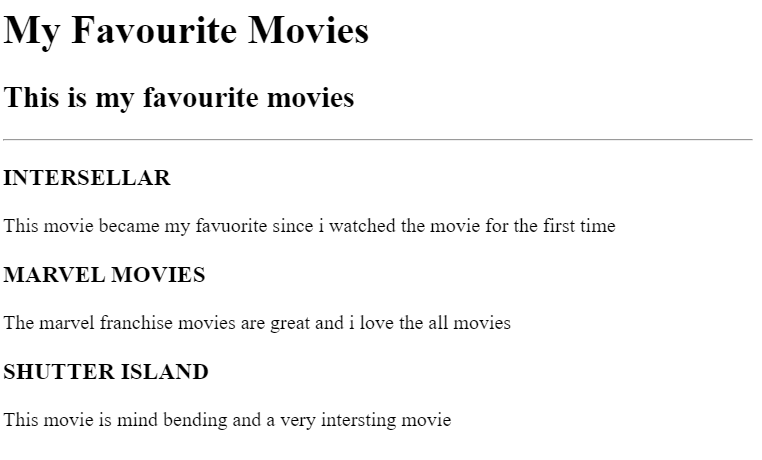 My Favourite Movies
This is my favourite movies
INTERSELLAR
This movie became my favuorite since i watched the movie for the first time
MARVEL MOVIES
The marvel franchise movies are great and i love the all movies
SHUTTER ISLAND
This movie is mind bending and a very intersting movie